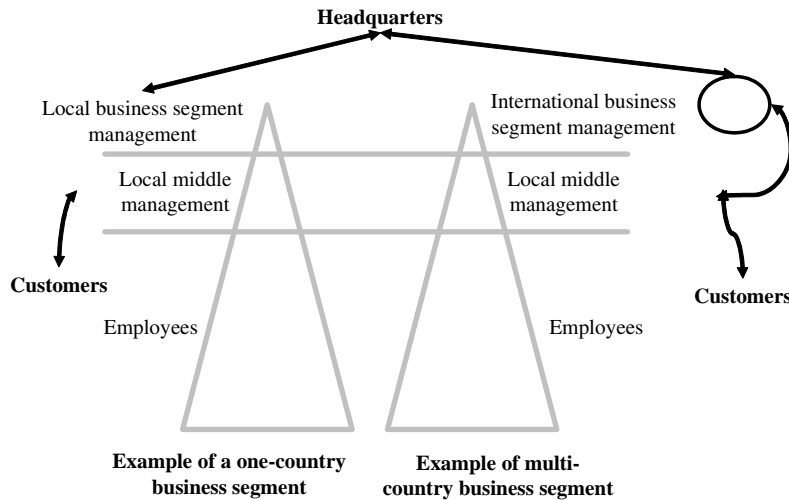 Headquarters
Local business segment
management
International business
segment management
Local middle
management
Local middle
management
Customers
Customers
Employees
Employees
Example of a one-country
business segment
Example of multi-
country business segment